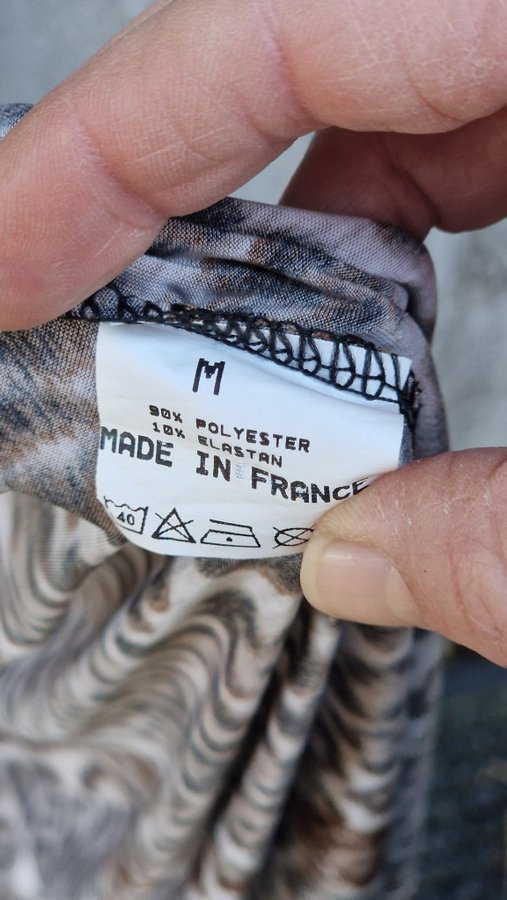 M
90% POLYESTER
10% ELASTAN
MADE IN FRANCE
40